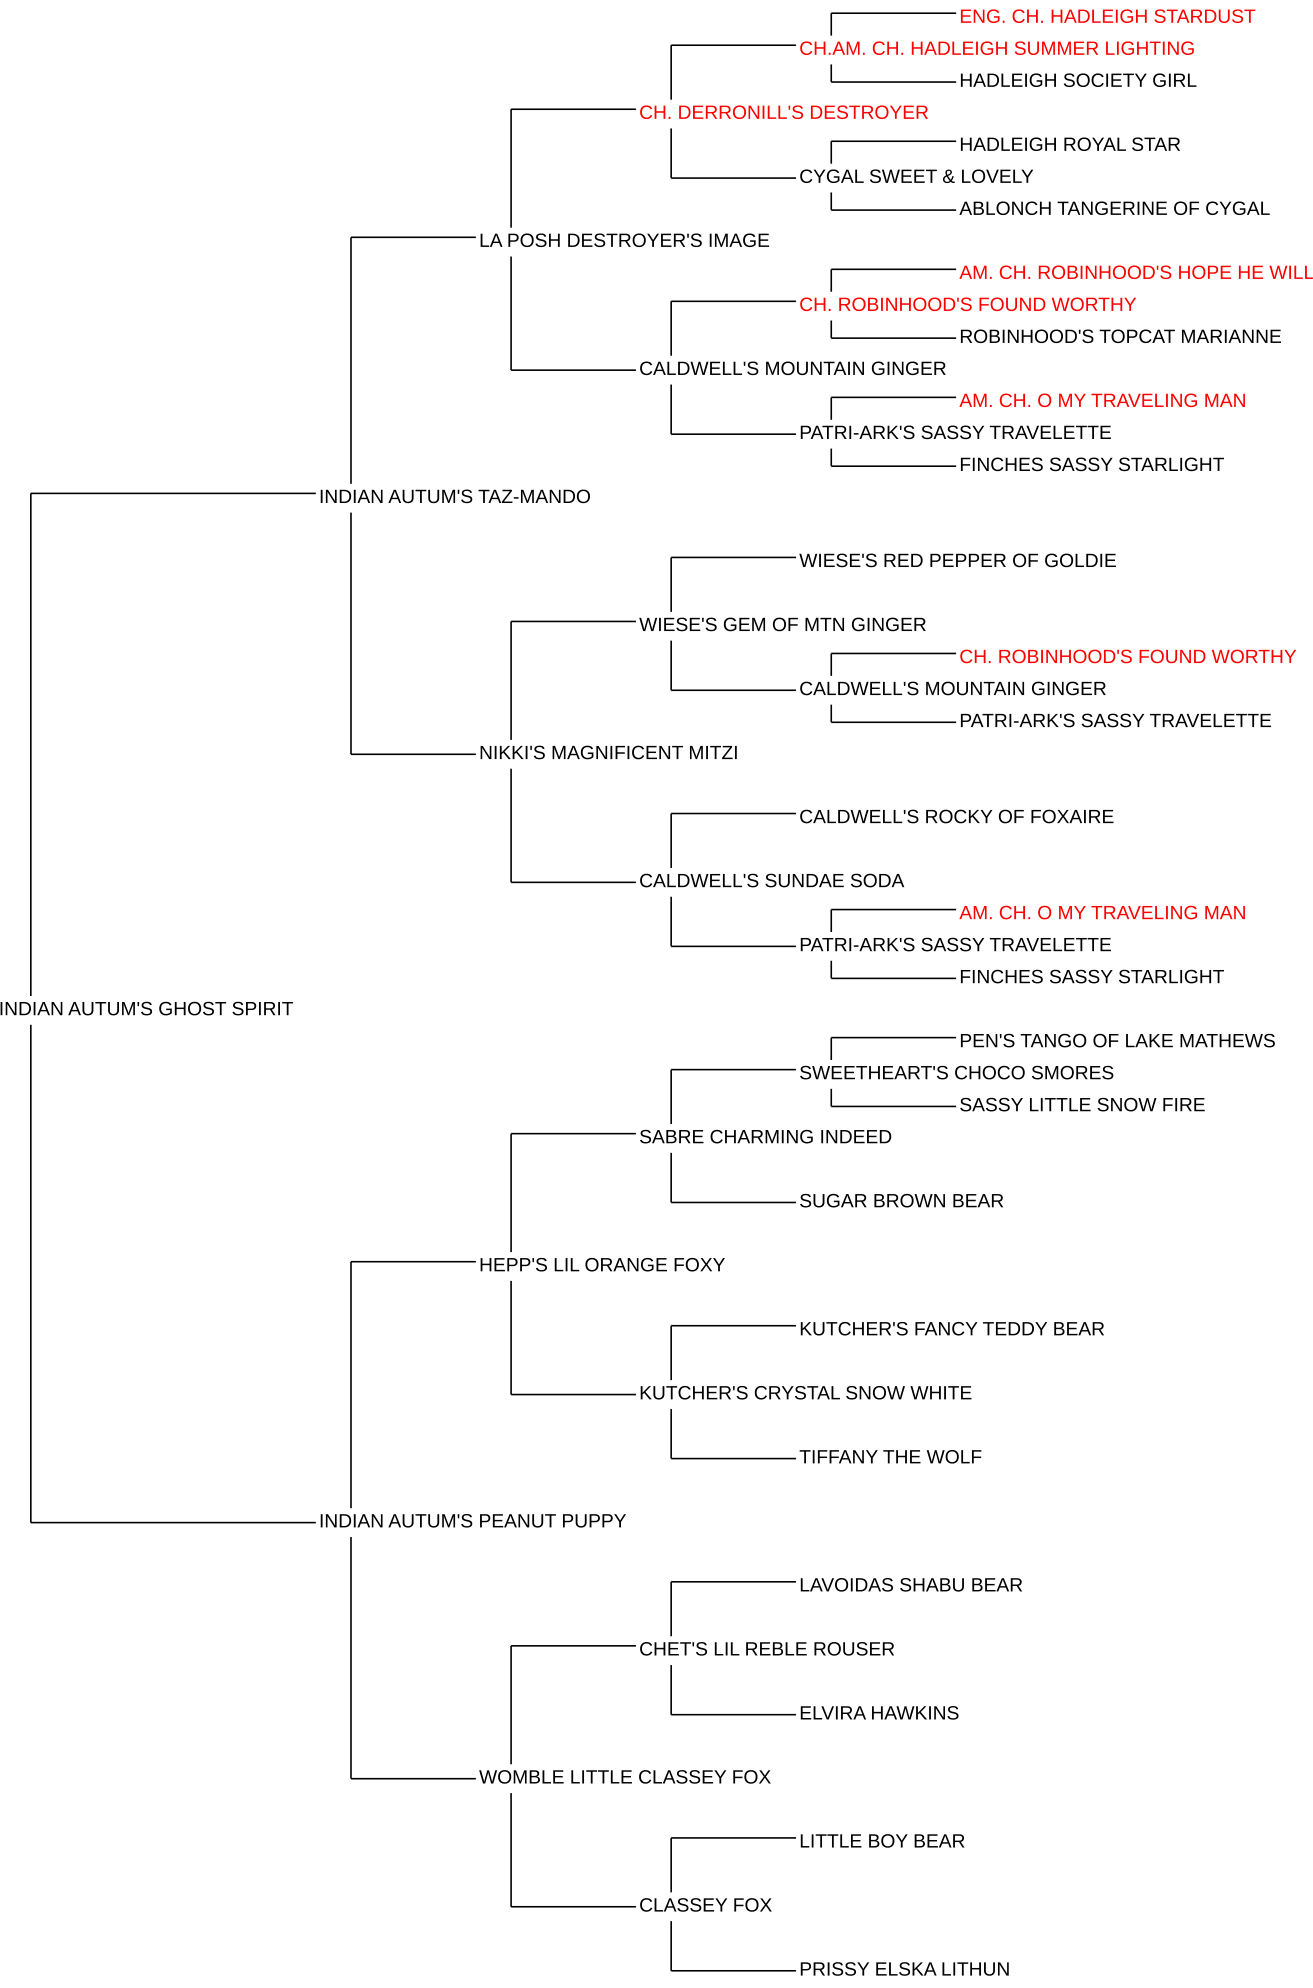 ENG. CH. HADLEIGH STARDUST
CH.AM. CH. HADLEIGH SUMMER LIGHTING
HADLEIGH SOCIETY GIRL
CH. DERRONILL'S DESTROYER
HADLEIGH ROYAL STAR
CYGAL SWEET & LOVELY
ABLONCH TANGERINE OF CYGAL
LA POSH DESTROYER'S IMAGE
AM. CH. ROBINHOOD'S HOPE HE WILL
CH. ROBINHOOD'S FOUND WORTHY
ROBINHOOD'S TOPCAT MARIANNE
CALDWELL'S MOUNTAIN GINGER
AM. CH. O MY TRAVELING MAN
PATRI-ARK'S SASSY TRAVELETTE
FINCHES SASSY STARLIGHT
INDIAN AUTUM'S TAZ-MANDO
WIESE'S RED PEPPER OF GOLDIE
WIESE'S GEM OF MTN GINGER
CH. ROBINHOOD'S FOUND WORTHY
CALDWELL'S MOUNTAIN GINGER
PATRI-ARK'S SASSY TRAVELETTE
NIKKI'S MAGNIFICENT MITZI
CALDWELL'S ROCKY OF FOXAIRE
CALDWELL'S SUNDAE SODA
AM. CH. O MY TRAVELING MAN
PATRI-ARK'S SASSY TRAVELETTE
FINCHES SASSY STARLIGHT
INDIAN AUTUM'S GHOST SPIRIT
PEN'S TANGO OF LAKE MATHEWS
SWEETHEART'S CHOCO SMORES
SASSY LITTLE SNOW FIRE
SABRE CHARMING INDEED
SUGAR BROWN BEAR
HEPP'S LIL ORANGE FOXY
KUTCHER'S FANCY TEDDY BEAR
KUTCHER'S CRYSTAL SNOW WHITE
TIFFANY THE WOLF
INDIAN AUTUM'S PEANUT PUPPY
LAVOIDAS SHABU BEAR
CHET'S LIL REBLE ROUSER
ELVIRA HAWKINS
WOMBLE LITTLE CLASSEY FOX
LITTLE BOY BEAR
CLASSEY FOX
PRISSY ELSKA LITHUN